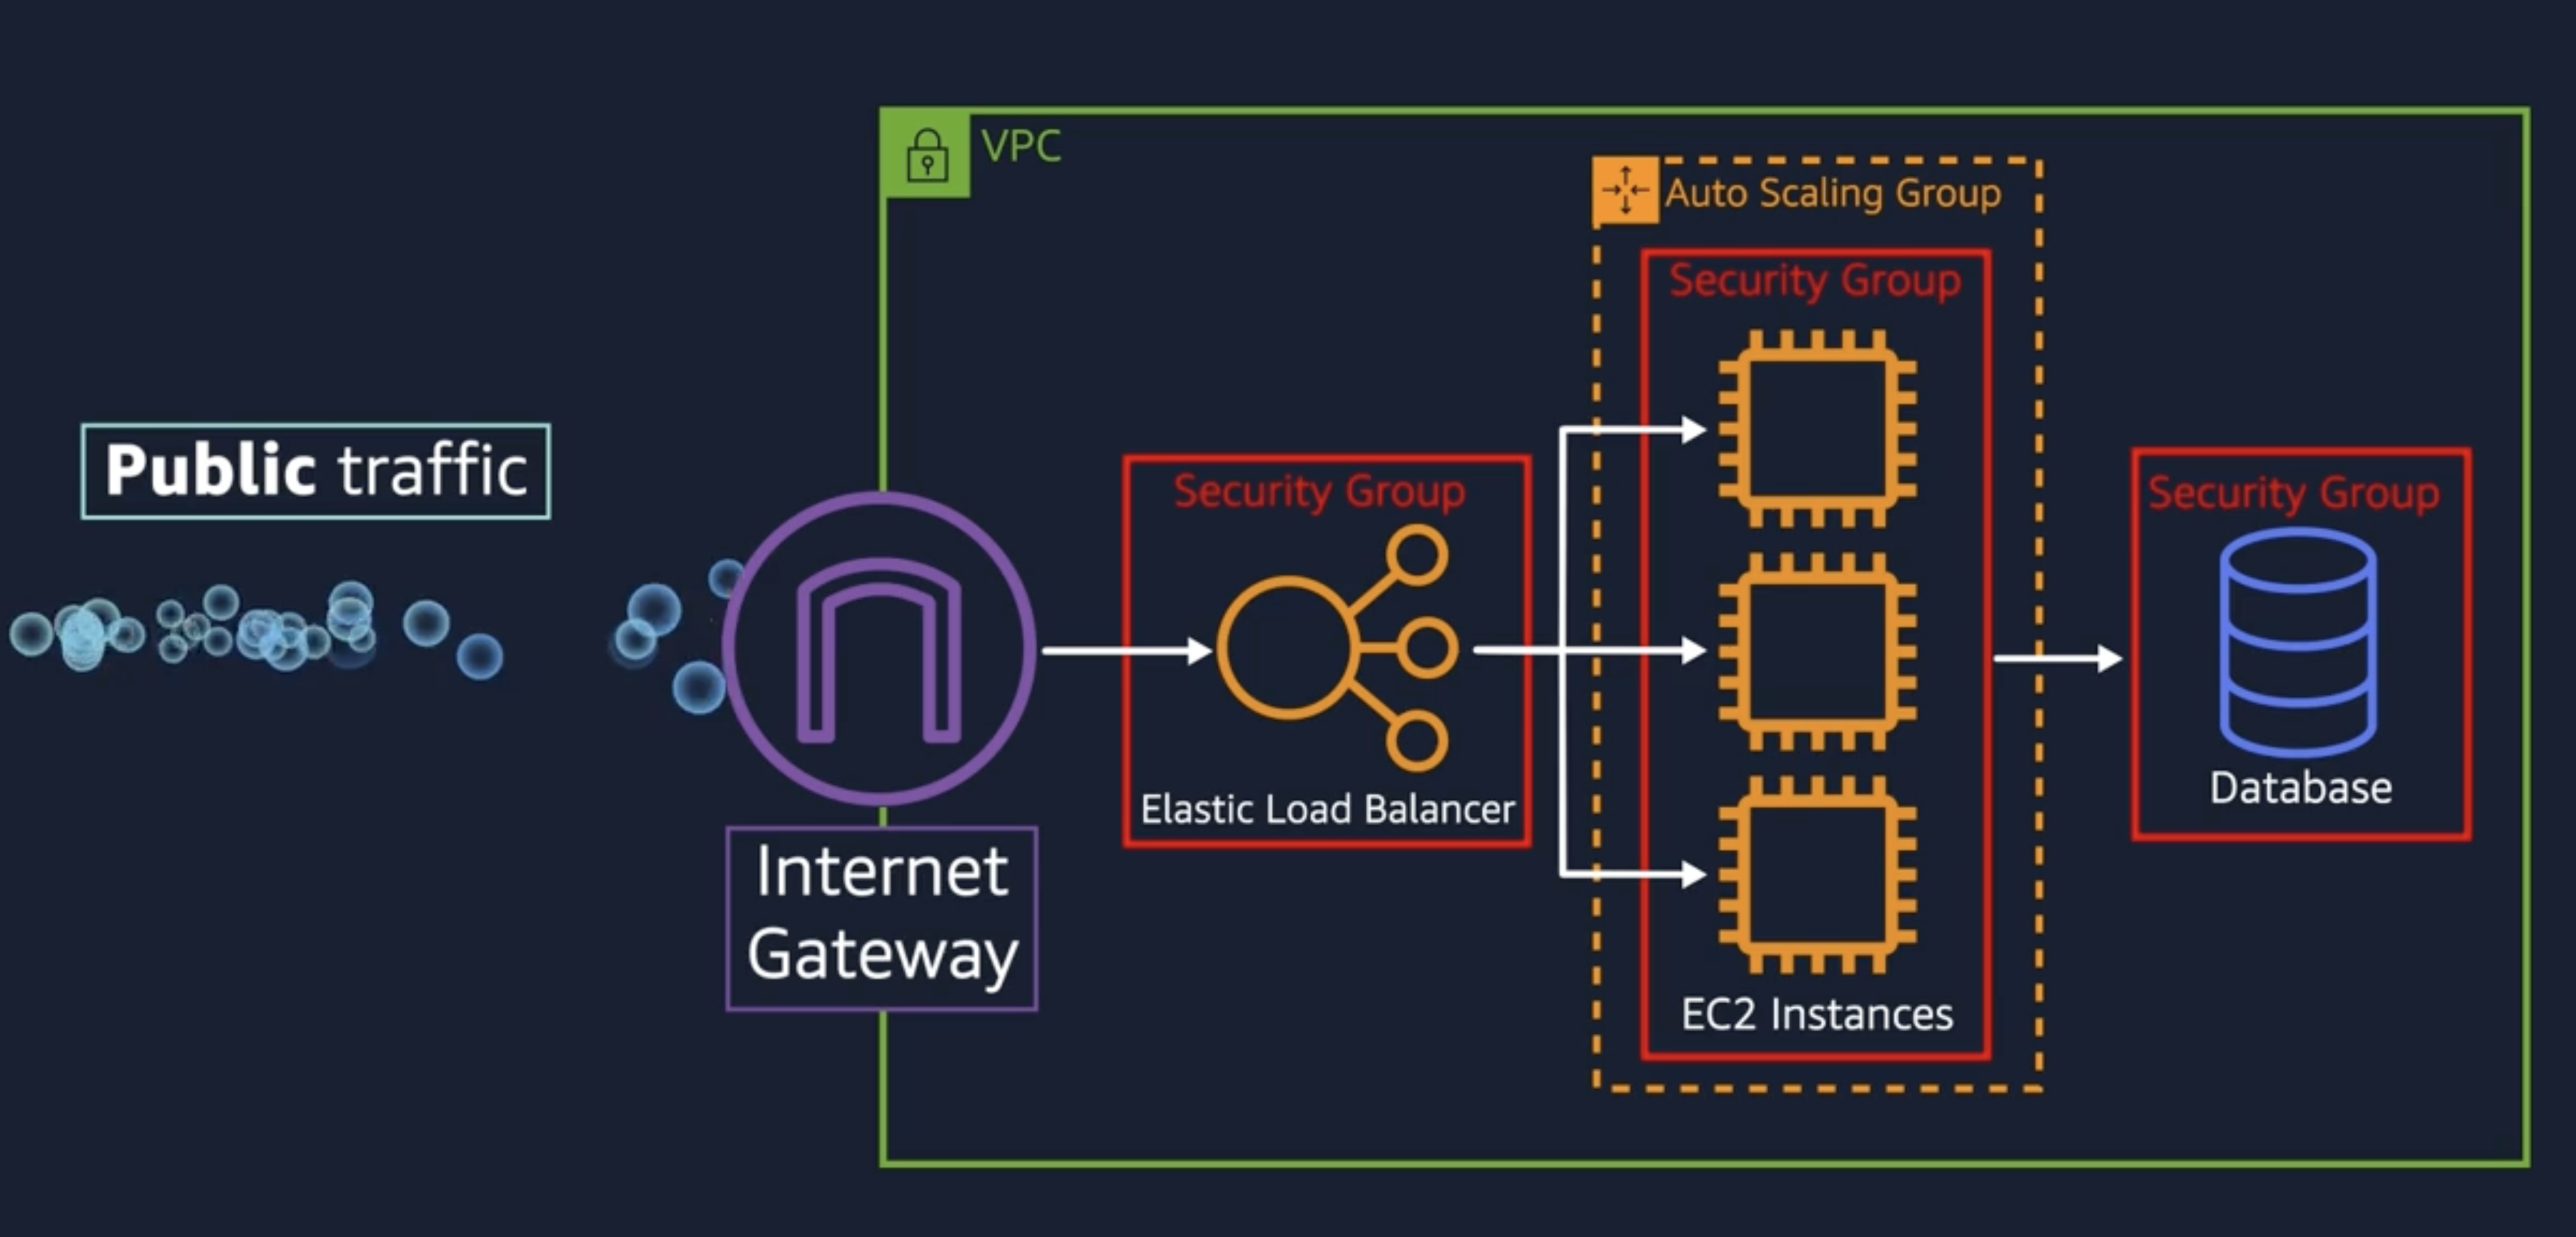 VPC
Auto Scaling Group
Security Group
Public traffic
Security Group
Security Group
Elastic Load Balancer
Database
Internet
Gateway
EC2 Instances